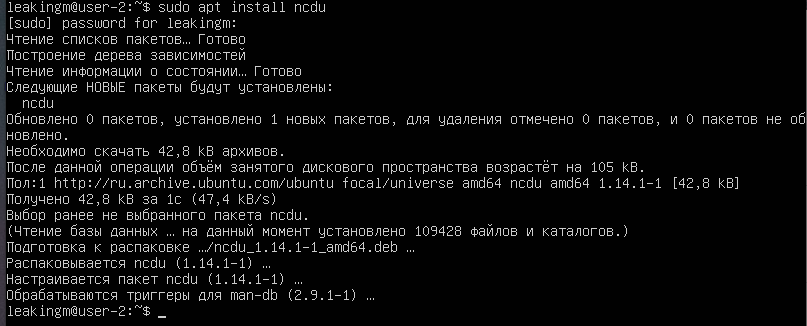 leakingm@user-2:~$ sudo apt install ncdu
[sudo] password for leakingm:
Чтение списков пакетов… Готово
Построение дерева зависимостей
Чтение информации о состоянии… Готово
Следующие НОВЫЕ пакеты будут установлены:
  ncdu
Обновлено 0 пакетов, установлено 1 новых пакетов, для удаления отмечено 0 пакетов, и 0 пакетов не об
новлено.
Необходимо скачать 42,8 kB архивов.
После данной операции объём занятого дискового пространства возрастёт на 105 kB.
Пол:1 http://ru.archive.ubuntu.com/ubuntu focal/universe amd64 ncdu amd64 1.14.1-1 [42,8 kB]
Получено 42,8 kB за 1с (47,4 kB/s)
Выбор ранее не выбранного пакета ncdu.
(Чтение базы данных … на данный момент установлено 109428 файлов и каталогов.)
Подготовка к распаковке …/ncdu_1.14.1-1_amd64.deb …
Распаковывается ncdu (1.14.1-1) …
Настраивается пакет ncdu (1.14.1-1) …
Обрабатываются триггеры для man-db (2.9.1-1) …
leakingm@user-2:~$ _